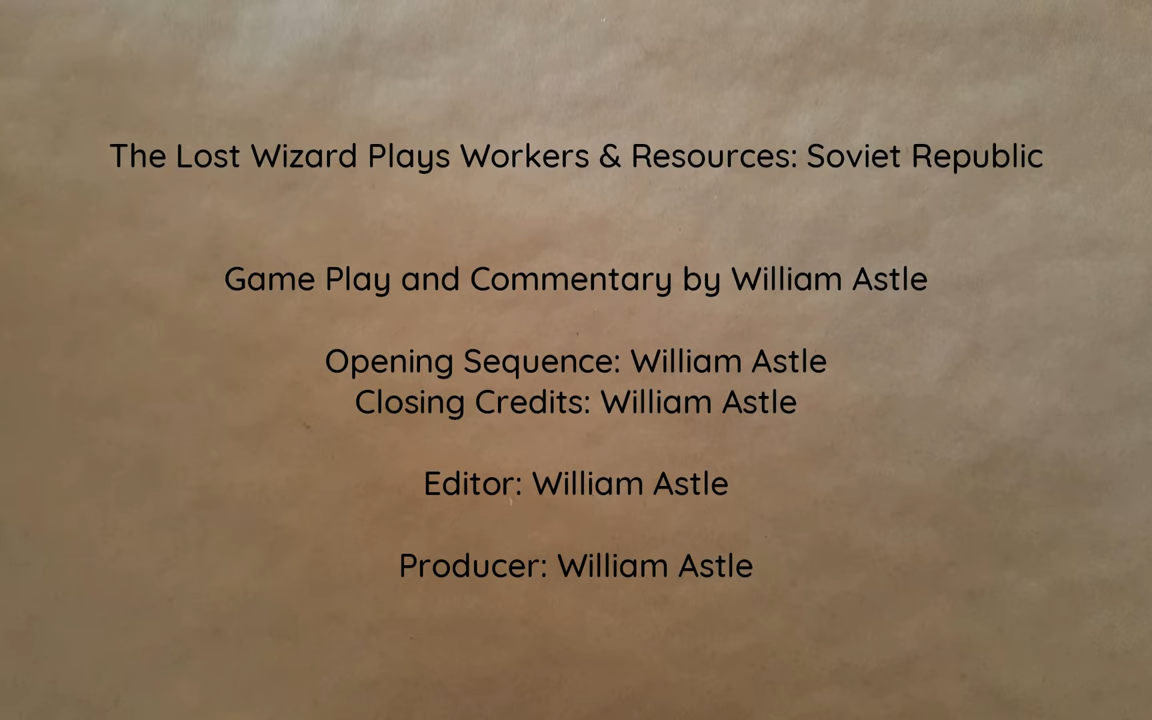 The Lost Wizard Plays Workers & Resources: Soviet Republic
Game Play and Commentary by William Astle
Opening Sequence: William Astle
Closing Credits: William Astle
Editor: William Astle
Producer: William Astle